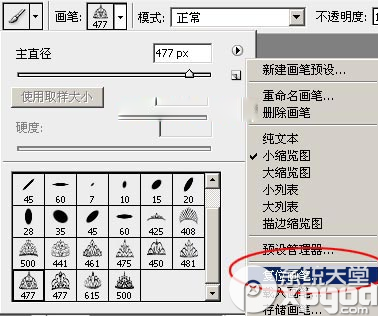 画笔: 477 模式: 正常 不透明度:
主直径 477 px
使用取样大小
硬度:
45 60 7 10 15 20
28 35 45 60 425 408
500 441 461 475 450 481
477 477 615 500
新建画笔预设...
重命名画笔...
删除画笔
纯文本
小缩览图
大缩览图
小列表
大列表
描边缩览图
预设管理器...
存储画笔...